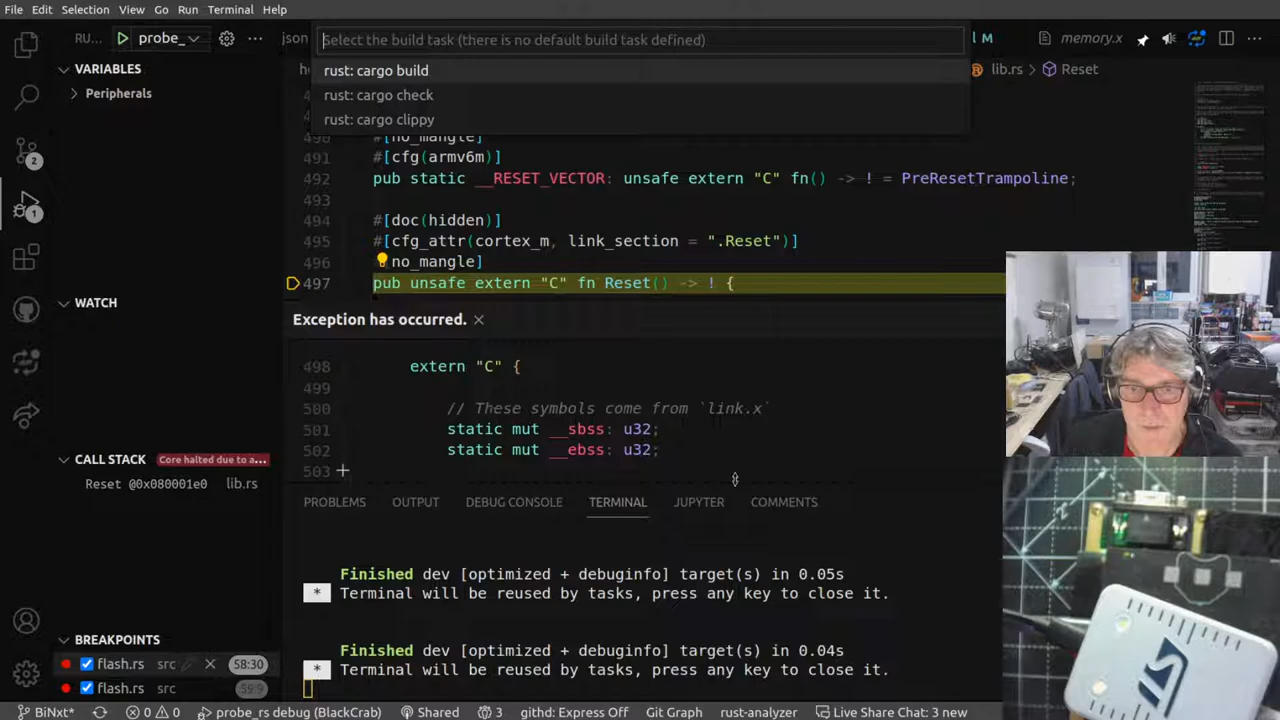 File Edit Selection View Go Run Terminal Help
RU... probe_ json M memory.x
Select the build task (there is no default build task defined)
rust: cargo build
rust: cargo check
rust: cargo clippy
lib.rs Reset
VARIABLES
Peripherals
no_mangle]
491 #[cfg(armv6m)]
492 pub static __RESET_VECTOR: unsafe extern "C" fn() -> ! = PreResetTrampoline;
493
494 #[doc(hidden)]
495 #[cfg_attr(cortex_m, link_section = ".Reset")]
496 no_mangle]
497 pub unsafe extern "C" fn Reset() -> ! {
Exception has occurred.
498 extern "C" {
499
500 // These symbols come from `link.x`
501 static mut __sbss: u32;
502 static mut __ebss: u32;
503
WATCH
CALL STACK Core halted due to a...
Reset @0x080001e0 lib.rs
PROBLEMS OUTPUT DEBUG CONSOLE TERMINAL JUPYTER COMMENTS
Finished dev [optimized + debuginfo] target(s) in 0.05s
* Terminal will be reused by tasks, press any key to close it.
Finished dev [optimized + debuginfo] target(s) in 0.04s
* Terminal will be reused by tasks, press any key to close it.
BREAKPOINTS
flash.rs src 58:30
flash.rs src 59:9
2
1
BiNxt* 0 0 probe_rs debug (BlackCrab) Shared 3 githd: Express Off Git Graph rust-analyzer Live Share Chat: 3 new